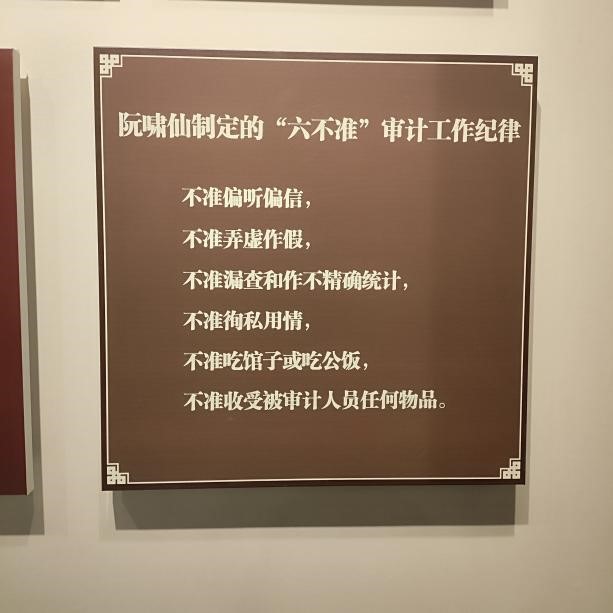 阮啸仙制定的“六不准”审计工作纪律
不准偏听偏信，
不准弄虚作假，
不准漏查和作不精确统计，
不准徇私用情，
不准吃馆子或吃公饭，
不准收受被审计人员任何物品。